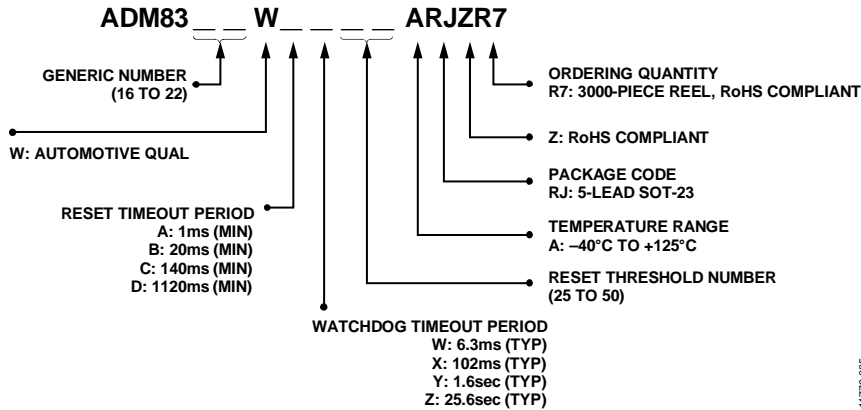 ADM83_ _ W_ _ _ _ ARJZR7
GENERIC NUMBER
(16 TO 22)
W: AUTOMOTIVE QUAL
RESET TIMEOUT PERIOD
A: 1ms (MIN)
B: 20ms (MIN)
C: 140ms (MIN)
D: 1120ms (MIN)
WATCHDOG TIMEOUT PERIOD
W: 6.3ms (TYP)
X: 102ms (TYP)
Y: 1.6sec (TYP)
Z: 25.6sec (TYP)
ORDERING QUANTITY
R7: 3000-PIECE REEL, RoHS COMPLIANT
Z: RoHS COMPLIANT
PACKAGE CODE
RJ: 5-LEAD SOT-23
TEMPERATURE RANGE
A: –40°C TO +125°C
RESET THRESHOLD NUMBER
(25 TO 50)